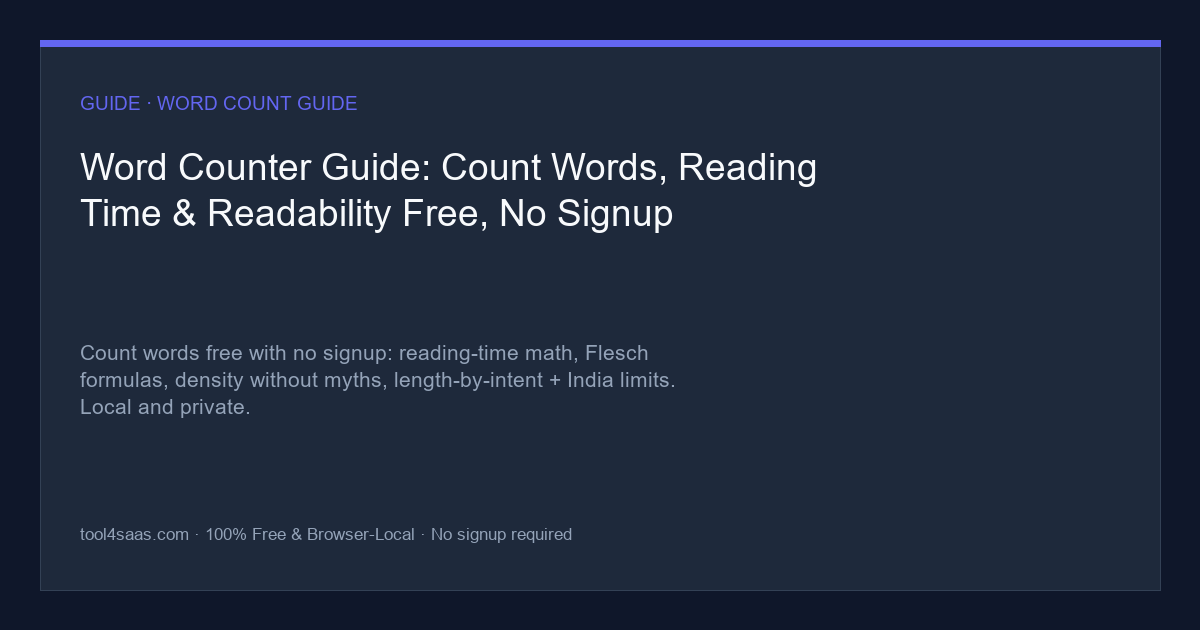 GUIDE · WORD COUNT GUIDE
Word Counter Guide: Count Words, Reading
Time & Readability Free, No Signup
Count words free with no signup: reading-time math, Flesch
formulas, density without myths, length-by-intent + India limits.
Local and private.
tool4saas.com · 100% Free & Browser-Local · No signup required